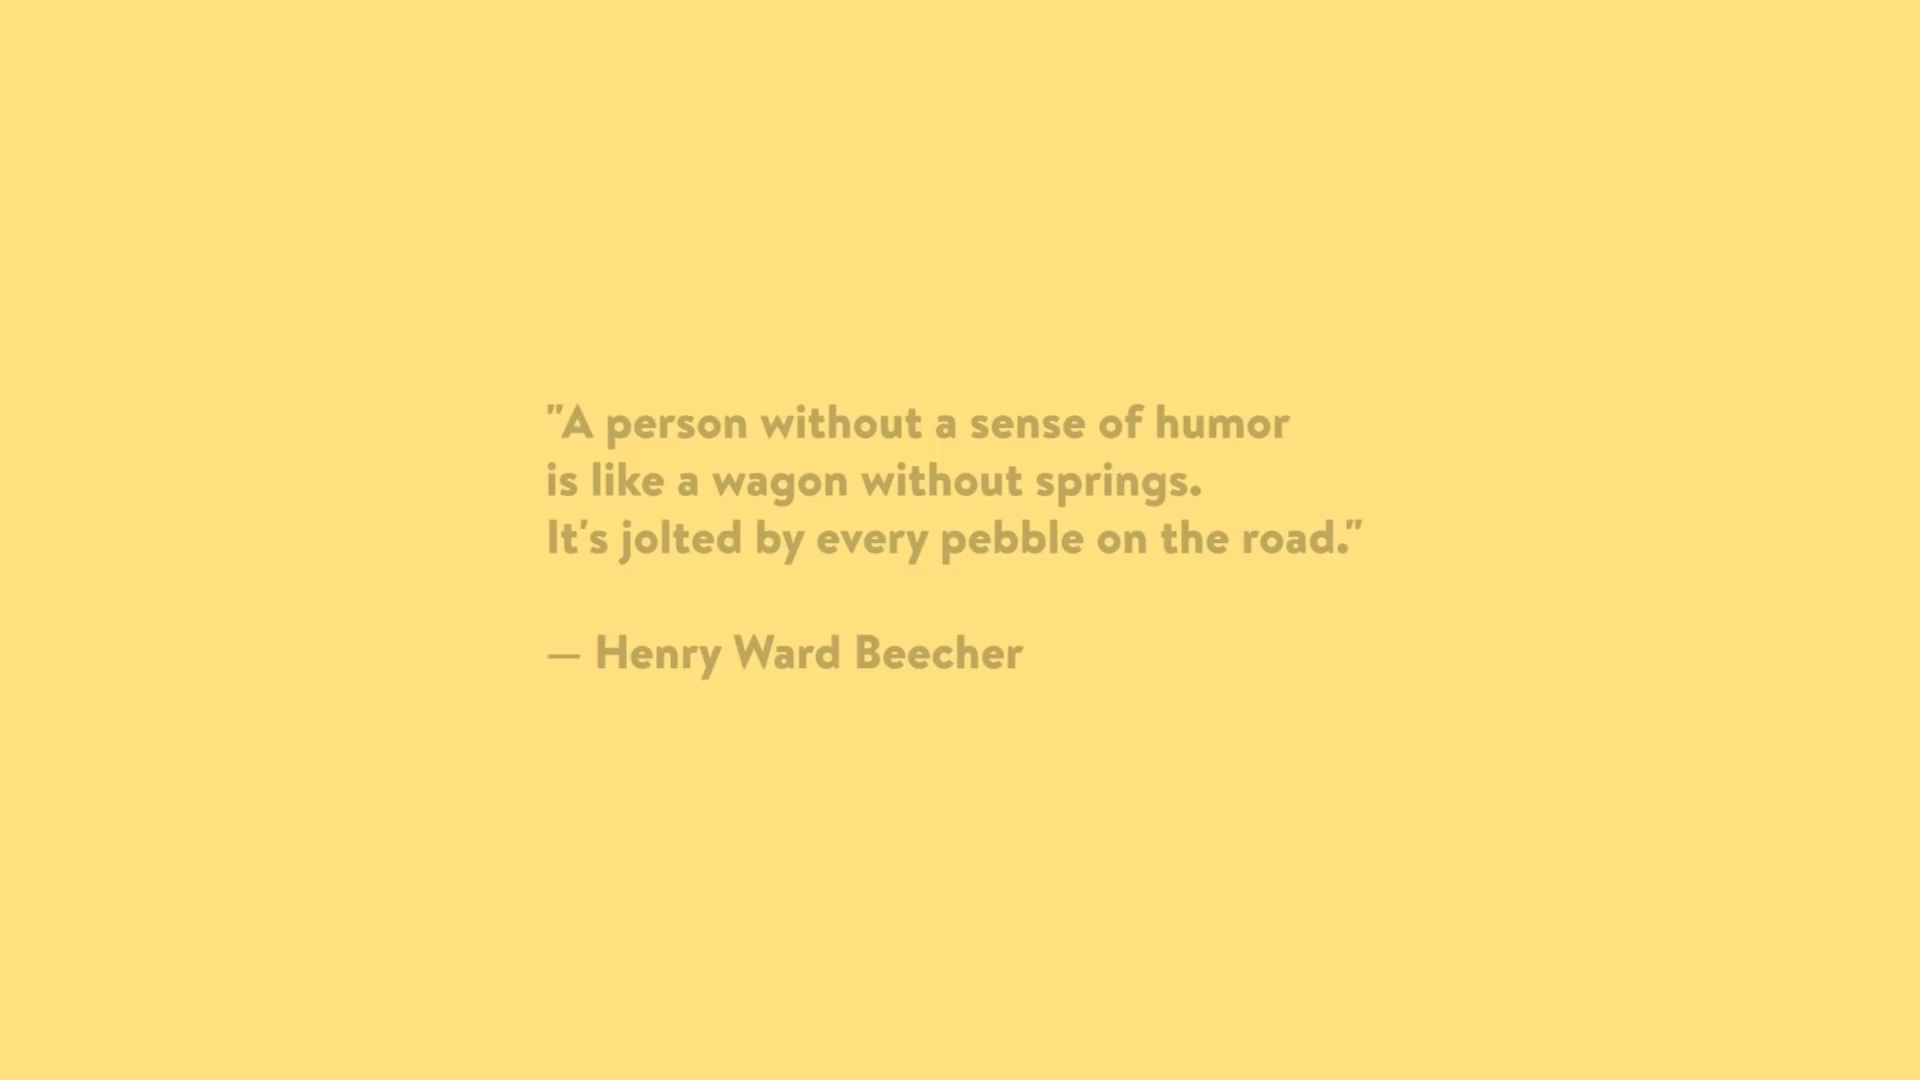 "A person without a sense of humor
is like a wagon without springs.
It's jolted by every pebble on the road."
— Henry Ward Beecher